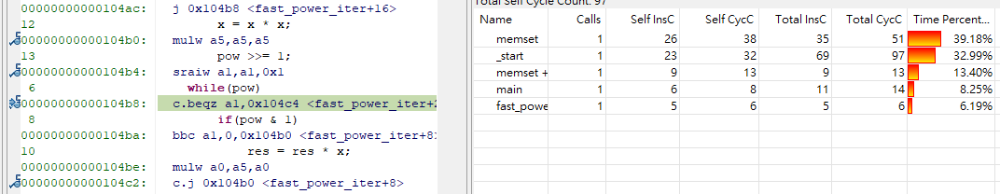 00000000000104ac: j 0x104b8 <fast_power_iter+16>
12 x = x * x;
00000000000104b0: mulw a5,a5,a5
13 pow >>= 1;
00000000000104b4: sraiw a1,a1,0x1
6 while(pow)
00000000000104b8: c.beqz a1,0x104c4 <fast_power_iter+2
8 if(pow & 1)
00000000000104ba: bbc a1,0,0x104b0 <fast_power_iter+8>
10 res = res * x;
00000000000104be: mulw a0,a5,a0
00000000000104c2: c.j 0x104b0 <fast_power_iter+8>
Total Self Cycle Count: 97
Name Calls Self InsC Self CycC Total InsC Total CycC Time Percent...
memset 1 26 38 35 51 39.18%
_start 1 23 32 69 97 32.99%
memset + 1 9 13 9 13 13.40%
main 1 6 8 11 14 8.25%
fast_powe 1 5 6 5 6 6.19%